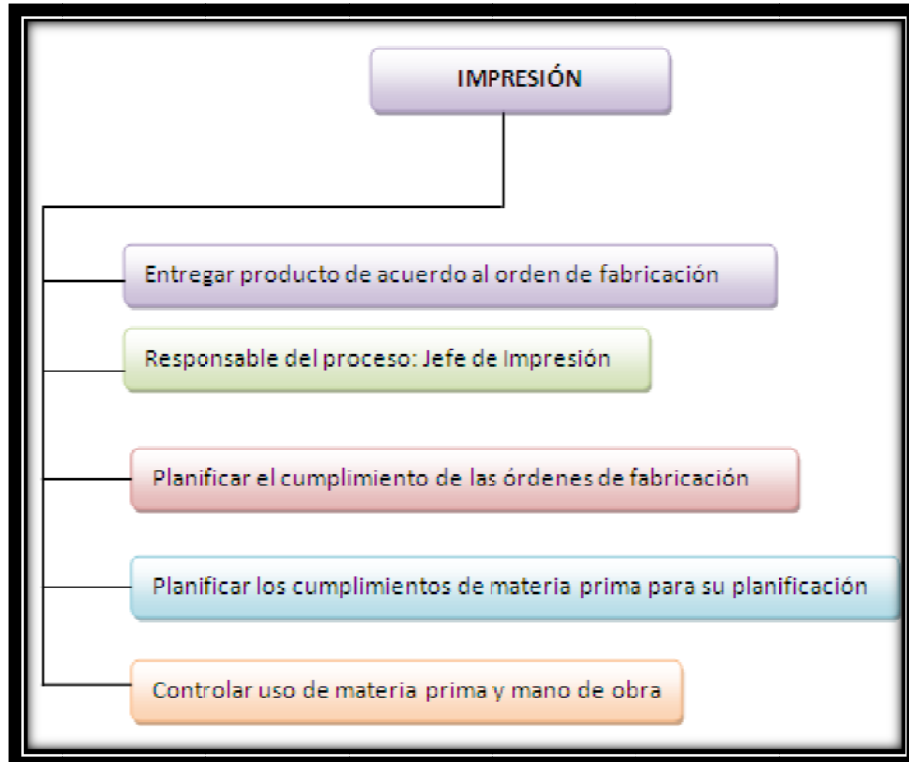 IMPRESIÓN
Entregar producto de acuerdo al orden de fabricación
Responsable del proceso: Jefe de Impresión
Planificar el cumplimiento de las órdenes de fabricación
Planificar los cumplimientos de materia prima para su planificación
Controlar uso de materia prima y mano de obra